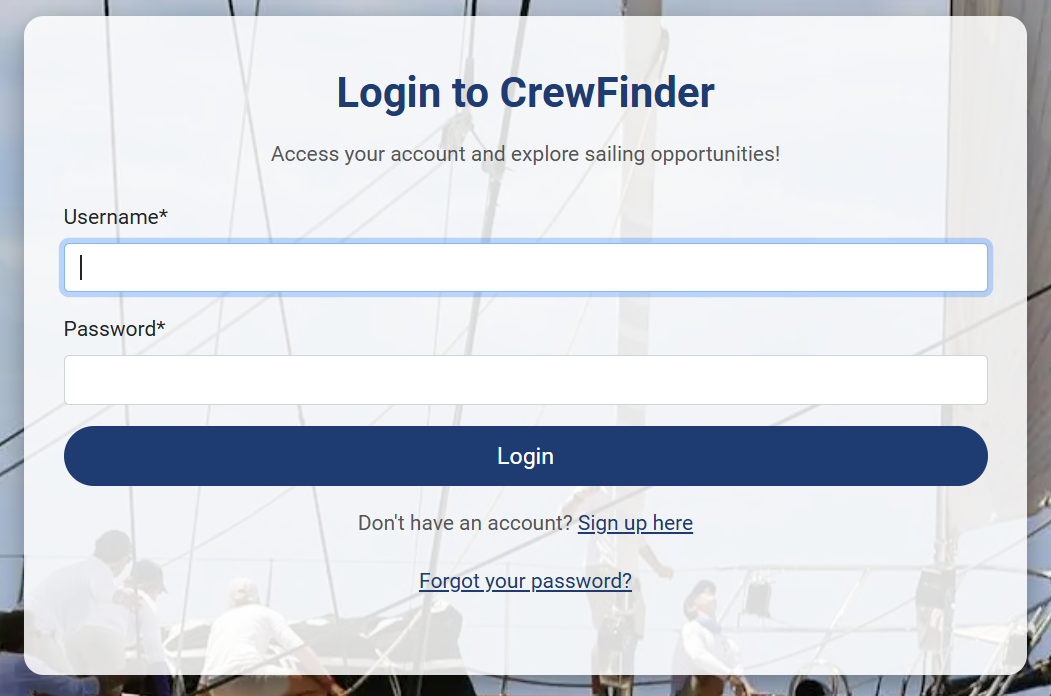 Login to CrewFinder
Access your account and explore sailing opportunities!
Username*
Password*
Login
Don't have an account? Sign up here
Forgot your password?